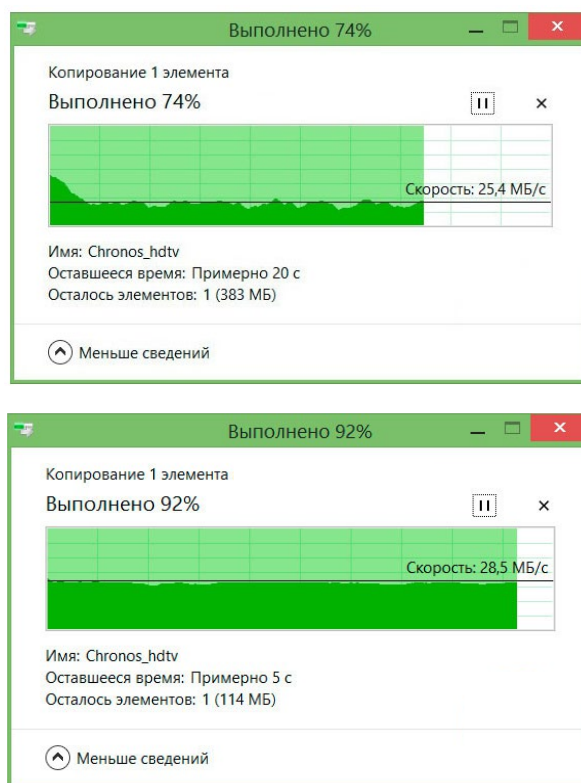 Выполнено 74%
Копирование 1 элемента
Выполнено 74%
Скорость: 25,4 МБ/с
Имя: Chronos_hdtv
Оставшееся время: Примерно 20 с
Осталось элементов: 1 (383 МБ)
Меньше сведений
Выполнено 92%
Копирование 1 элемента
Выполнено 92%
Скорость: 28,5 МБ/с
Имя: Chronos_hdtv
Оставшееся время: Примерно 5 с
Осталось элементов: 1 (114 МБ)
Меньше сведений